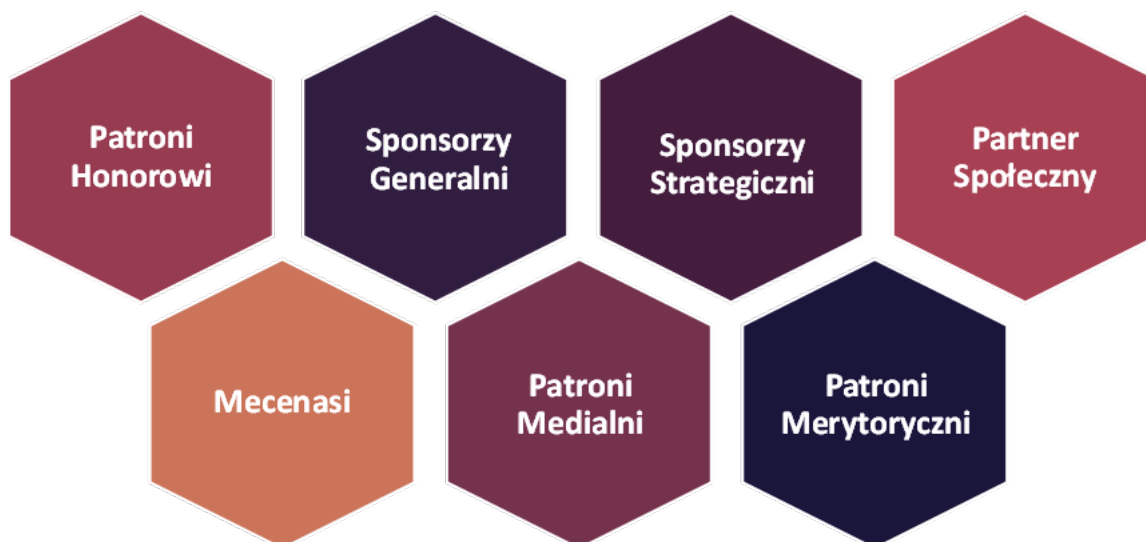 Patroni
Honorowi
Sponsorzy
Generalni
Sponsorzy
Strategiczni
Partner
Społeczny
Mecenasi
Patroni
Medialni
Patroni
Merytoryczni